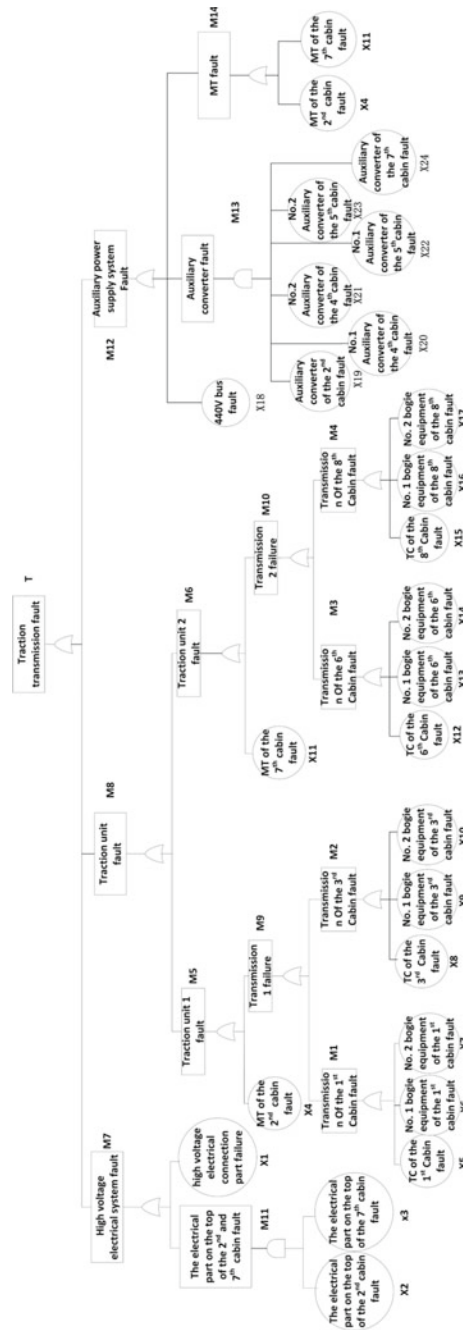 Traction
transmission fault
T
High voltage
electrical system fault
M7
Traction unit
fault
M8
Auxiliary power
supply system
Fault
M12
The electrical
part on the top
of the 2nd and
7th cabin fault
M11
high voltage
electrical
connection
part failure
X1
The electrical
part on the top
of the 2nd cabin
fault
X2
The electrical
part on the top
of the 7th cabin
fault
x3
Traction unit 1
fault
M5
Traction unit 2
fault
M6
MT of the
2nd cabin
fault
X4
Transmission
1 failure
M9
MT of the
7th cabin
fault
X11
Transmission
2 failure
M10
Transmissio
n Of the 1st
Cabin fault
M1
Transmissio
n Of the 3rd
Cabin fault
M2
Transmissio
n Of the 6th
Cabin fault
M3
Transmissio
n Of the 8th
Cabin fault
M4
TC of the
1st Cabin
fault
X5
No. 1 bogie
equipment
of the 1st
cabin fault
X6
No. 2 bogie
equipment
of the 1st
cabin fault
X7
TC of the
3rd Cabin
fault
X8
No. 1 bogie
equipment
of the 3rd
cabin fault
X9
No. 2 bogie
equipment
of the 3rd
cabin fault
X10
TC of the
6th Cabin
fault
X12
No. 1 bogie
equipment
of the 6th
cabin fault
X13
No. 2 bogie
equipment
of the 6th
cabin fault
X14
TC of the
8th Cabin
fault
X15
No. 1 bogie
equipment
of the 8th
cabin fault
X16
No. 2 bogie
equipment
of the 8th
cabin fault
X17
440V bus
fault
X18
Auxiliary
converter fault
M13
MT fault
M14
Auxiliary
converter
of the 2nd
cabin fault
X19
No.1
Auxiliary
converter of
the 4th cabin
fault
X20
No.2
Auxiliary
converter of
the 4th cabin
fault
X21
No.1
Auxiliary
converter of
the 5th cabin
fault
X22
No.2
Auxiliary
converter of
the 5th cabin
fault
X23
Auxiliary
converter of
the 7th
cabin fault
X24
MT of the
2nd cabin
fault
X4
MT of the
7th cabin
fault
X11